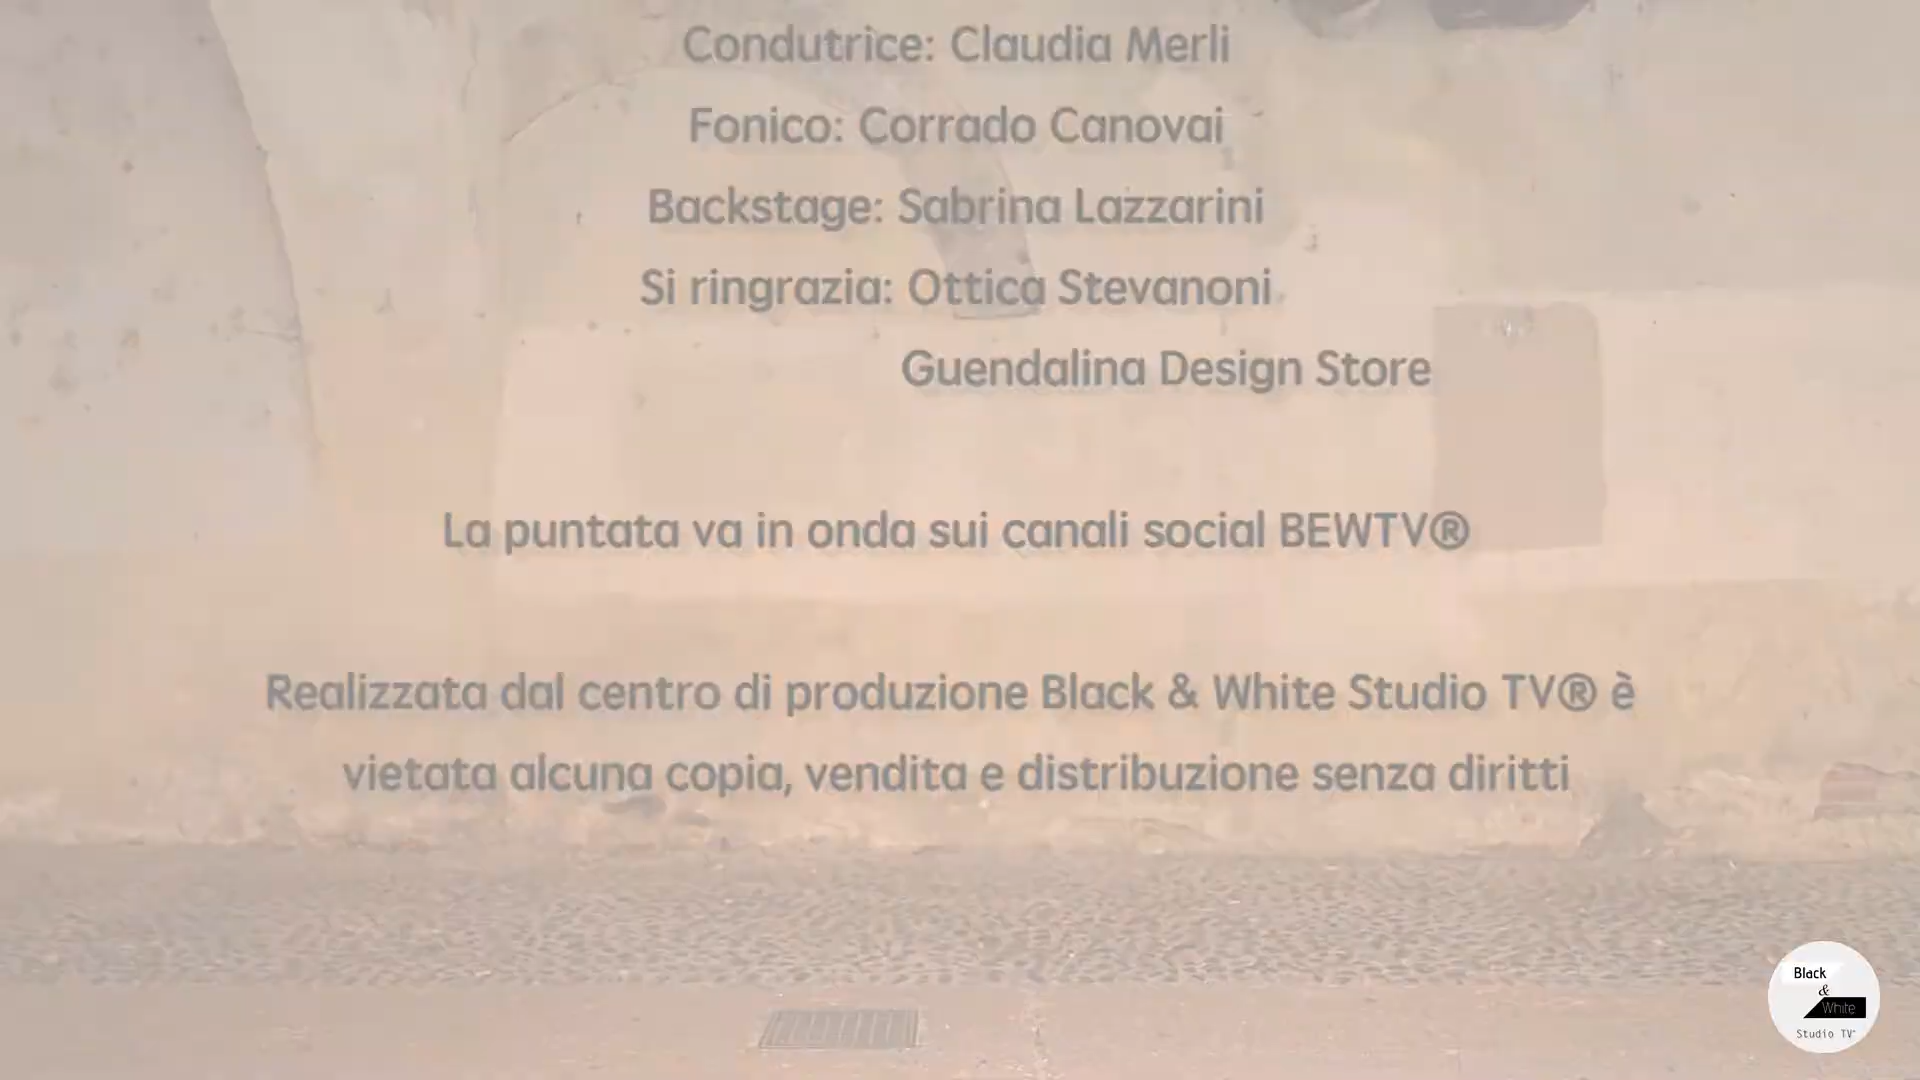 Condutrice: Claudia Merli
Fonico: Corrado Canovai
Backstage: Sabrina Lazzarini
Si ringrazia: Ottica Stevanoni
Guendalina Design Store
La puntata va in onda sui canali social BEWTV®
Realizzata dal centro di produzione Black & White Studio TV® è
vietata alcuna copia, vendita e distribuzione senza diritti
Black
&
White
Studio TV